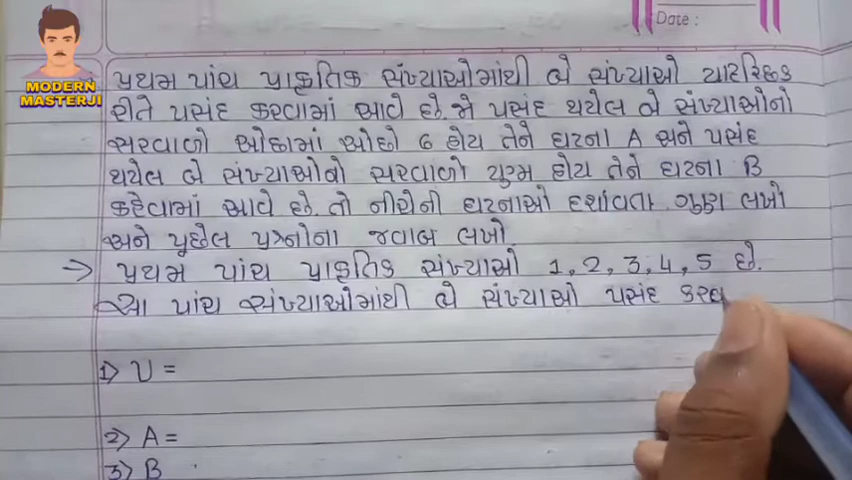 Date :
MODERN
MASTERJI
પ્રથમ પાંચ પ્રાકૃતિક સંખ્યાઓમાંથી બે સંખ્યાઓ યાદચ્છિક
રીતે પસંદ કરવામાં આવે છે. જો પસંદ થયેલ બે સંખ્યાઓનો
સરવાળો ઓછામાં ઓછો 6 હોય તેને ઘટના A અને પસંદ
થયેલ બે સંખ્યાઓનો સરવાળો યુગ્મ હોય તેને ઘટના B
કહેવામાં આવે છે. તો નીચેની ઘટનાઓ દર્શાવતા ગણ લખો
અને પૂછેલ પ્રશ્નોના જવાબ લખો.
→ પ્રથમ પાંચ પ્રાકૃતિક સંખ્યાઓ 1, 2, 3, 4, 5 છે.
આ પાંચ સંખ્યાઓમાંથી બે સંખ્યાઓ પસંદ કરવ
1) U =
2) A =
3) B